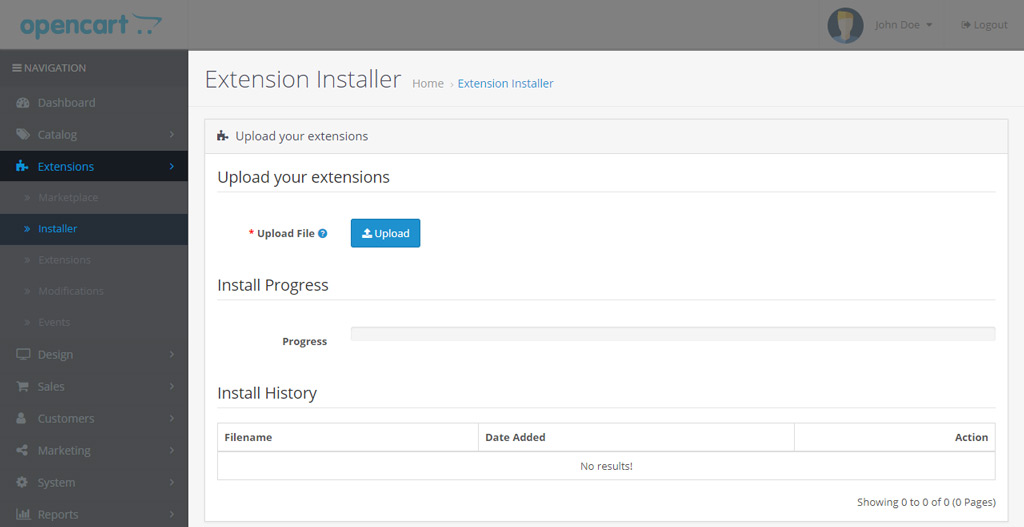 opencart
John Doe
Logout
NAVIGATION
Dashboard
Catalog
Extensions
Marketplace
Installer
Extensions
Modifications
Events
Design
Sales
Customers
Marketing
System
Reports
Extension Installer
Home › Extension Installer
Upload your extensions
Upload your extensions
* Upload File
Upload
Install Progress
Progress
Install History
Filename Date Added Action
No results!
Showing 0 to 0 of 0 (0 Pages)